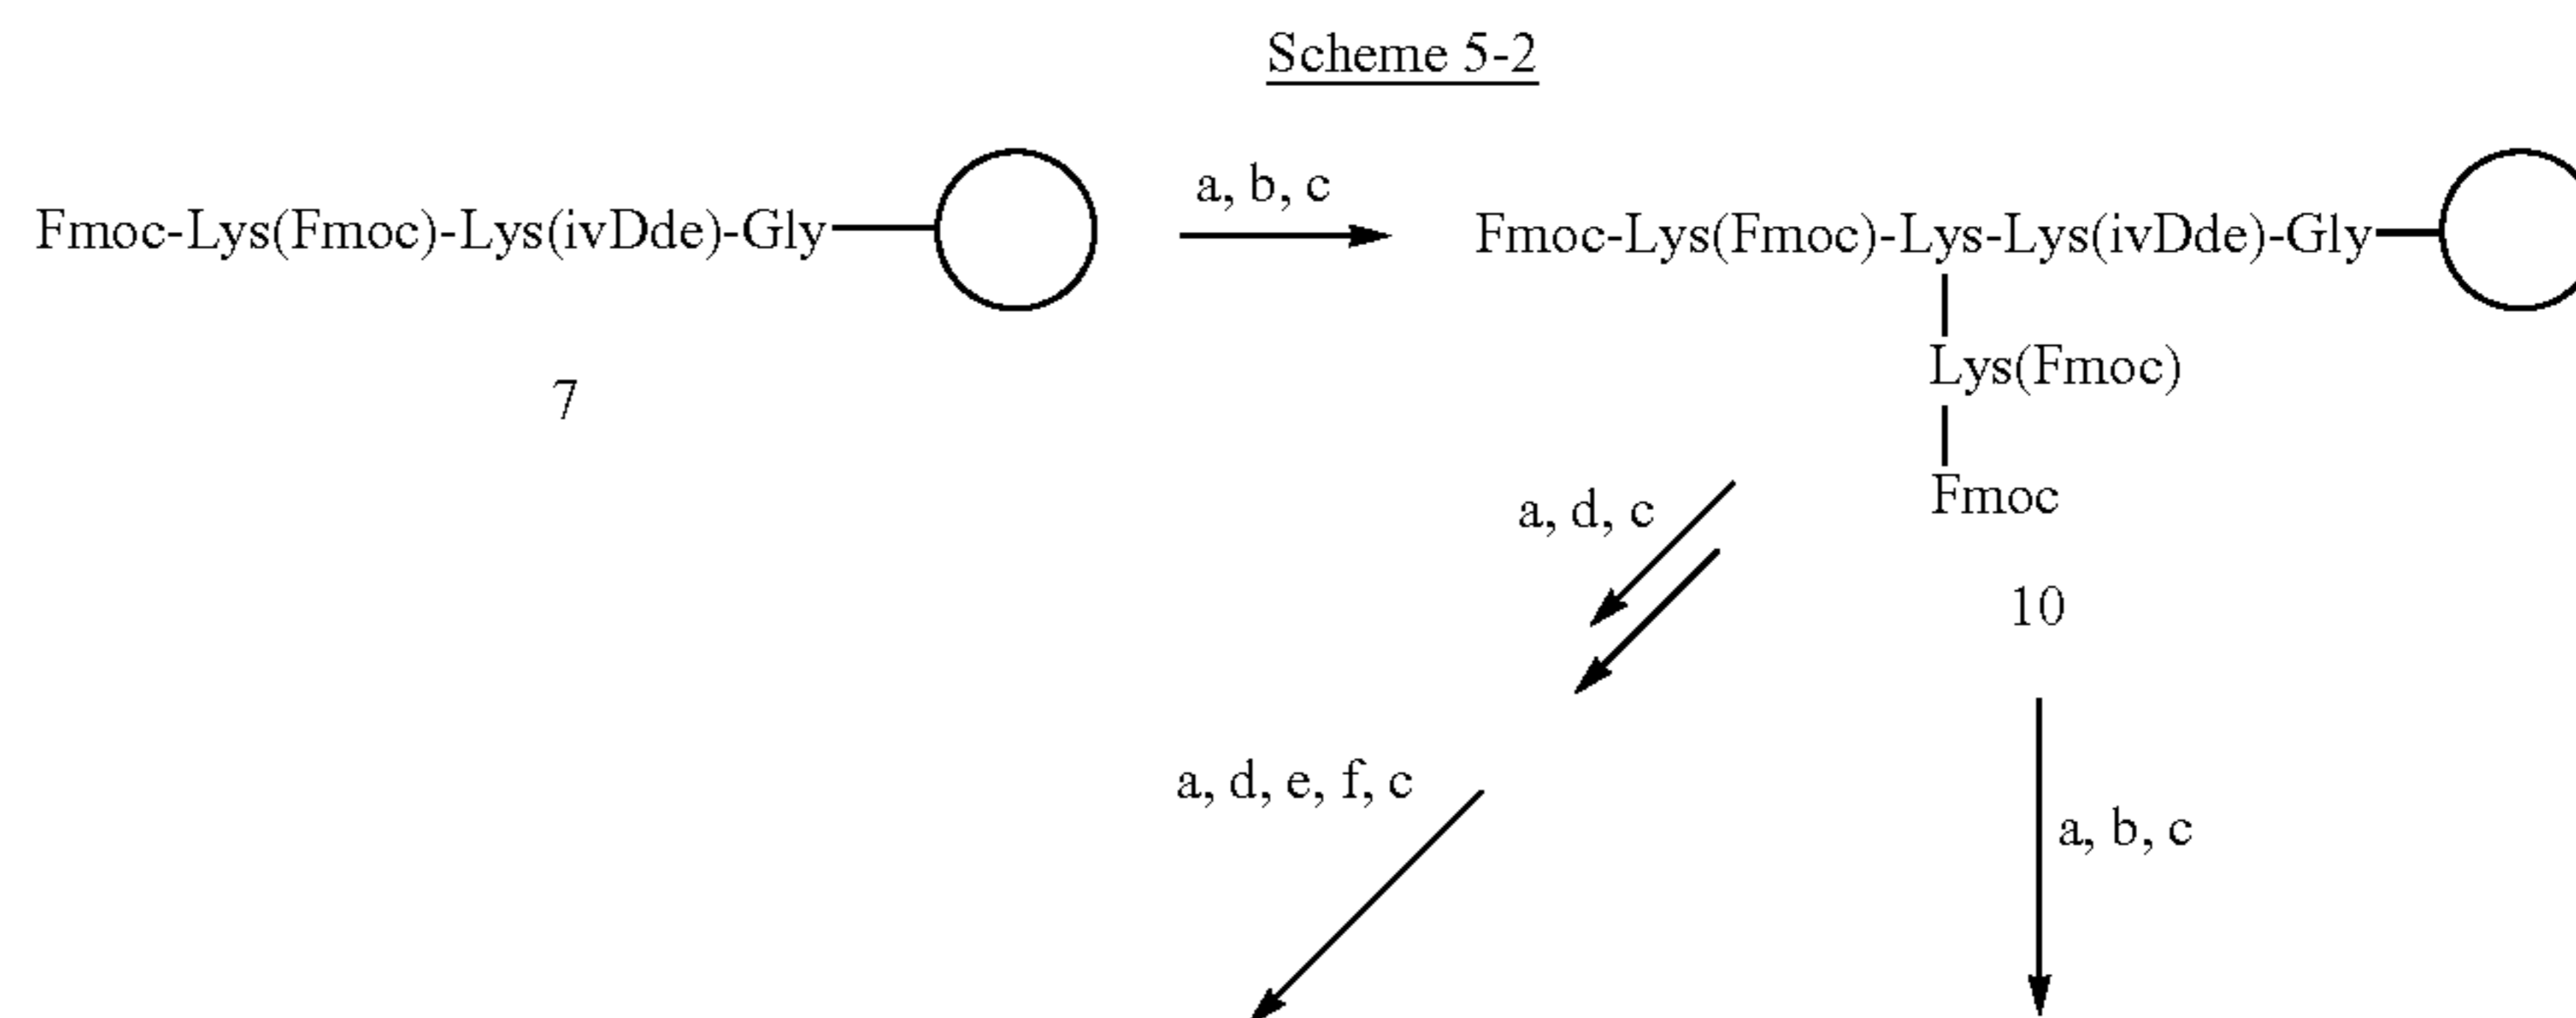 Scheme 5-2
a, b, c
Fmoc-Lys(Fmoc)-Lys(ivDde)-Gly
Fmoc-Lys(Fmoc)-Lys-Lys(ivDde)-Gly
Lys(Fmoc)
7
Fmoc
a, d, c
10
a, d, e, f, c
a, b, c